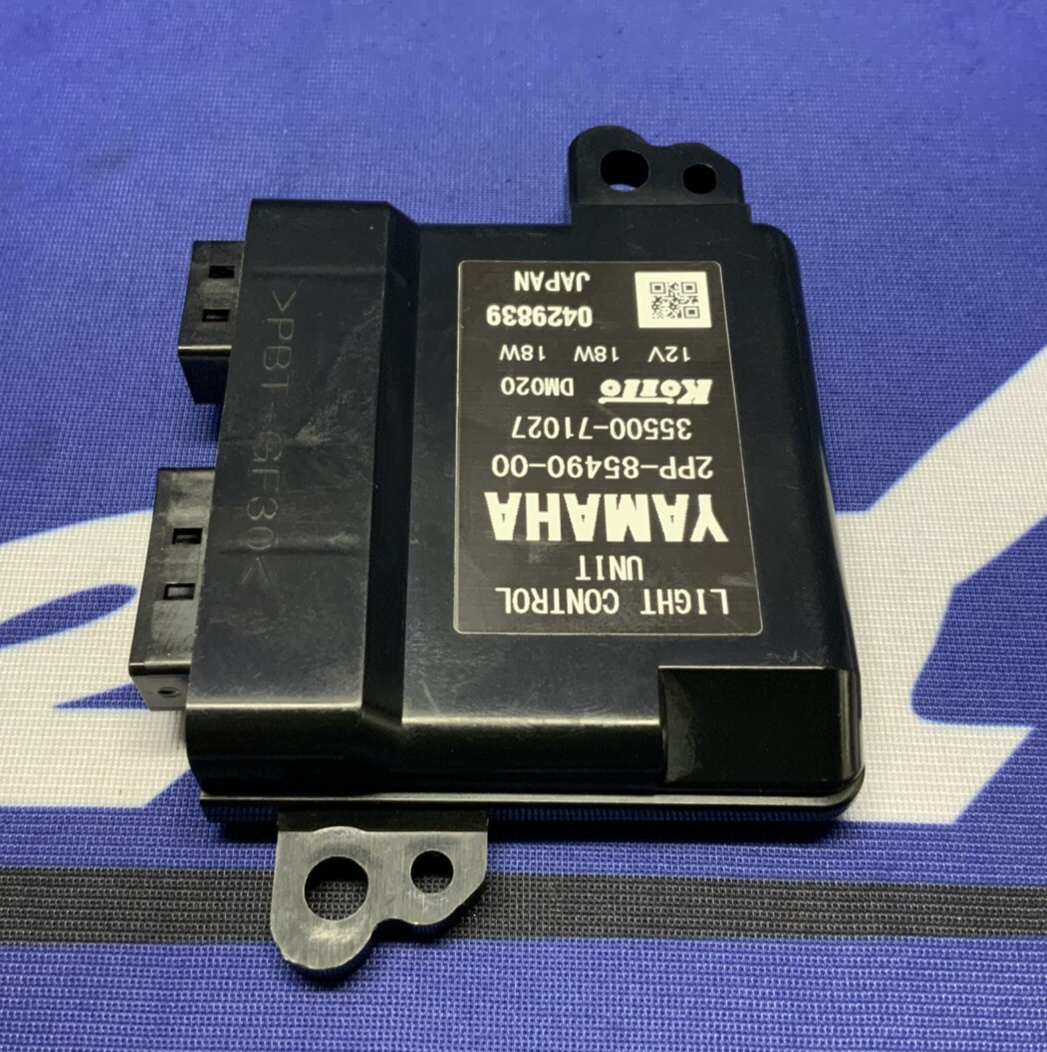 LIGHT CONTROL
UNIT
YAMAHA
2PP-85490-00
35500-71027
Koito DM020
12V 18W 18W
0429839
JAPAN
>PBT-GF30<